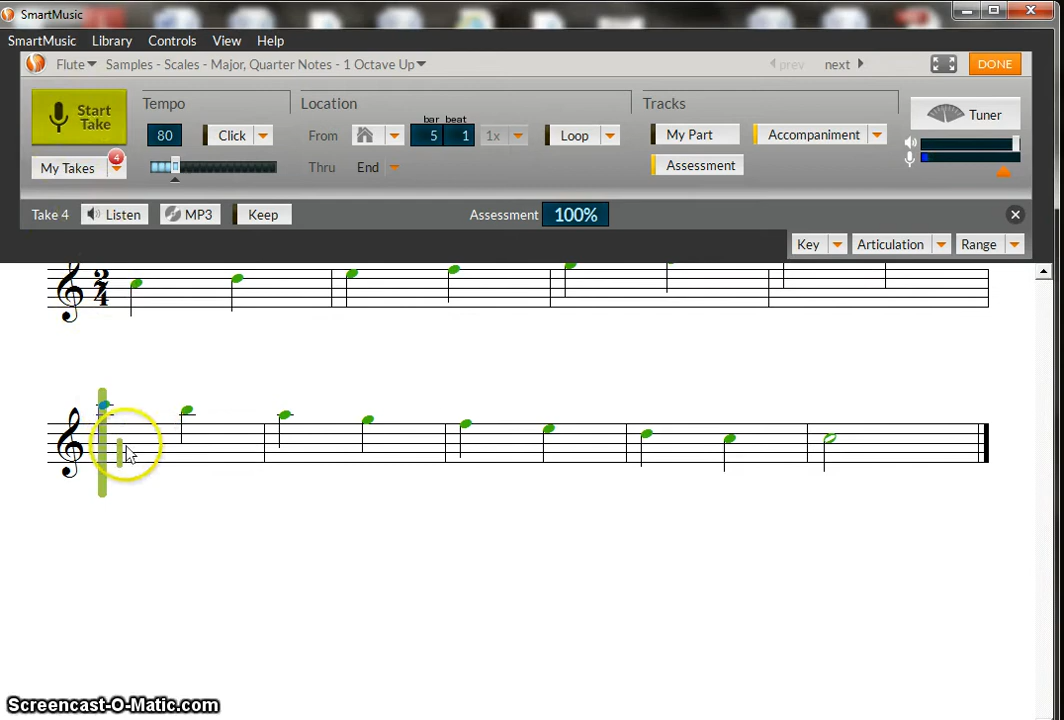 SmartMusic
SmartMusic Library Controls View Help
Flute Samples - Scales - Major, Quarter Notes - 1 Octave Up prev next DONE
Start Take Tempo Location Tracks Tuner
bar beat
80 Click From 5 1 1x Loop My Part Accompaniment
My Takes 4 Thru End Assessment
Take 4 Listen MP3 Keep Assessment 100%
Key Articulation Range
2
4
Screencast-O-Matic.com